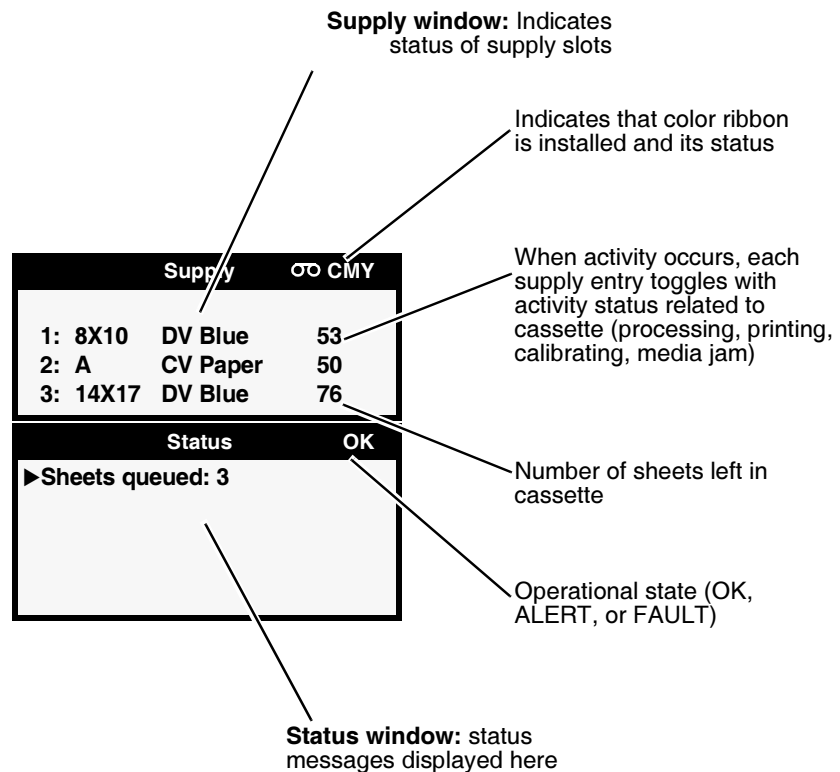 Supply window: Indicates
status of supply slots
Indicates that color ribbon
is installed and its status
When activity occurs, each
supply entry toggles with
activity status related to
cassette (processing, printing,
calibrating, media jam)
Supply CMY
1: 8X10 DV Blue 53
2: A CV Paper 50
3: 14X17 DV Blue 76
Status OK
▶Sheets queued: 3
Number of sheets left in
cassette
Operational state (OK,
ALERT, or FAULT)
Status window: status
messages displayed here